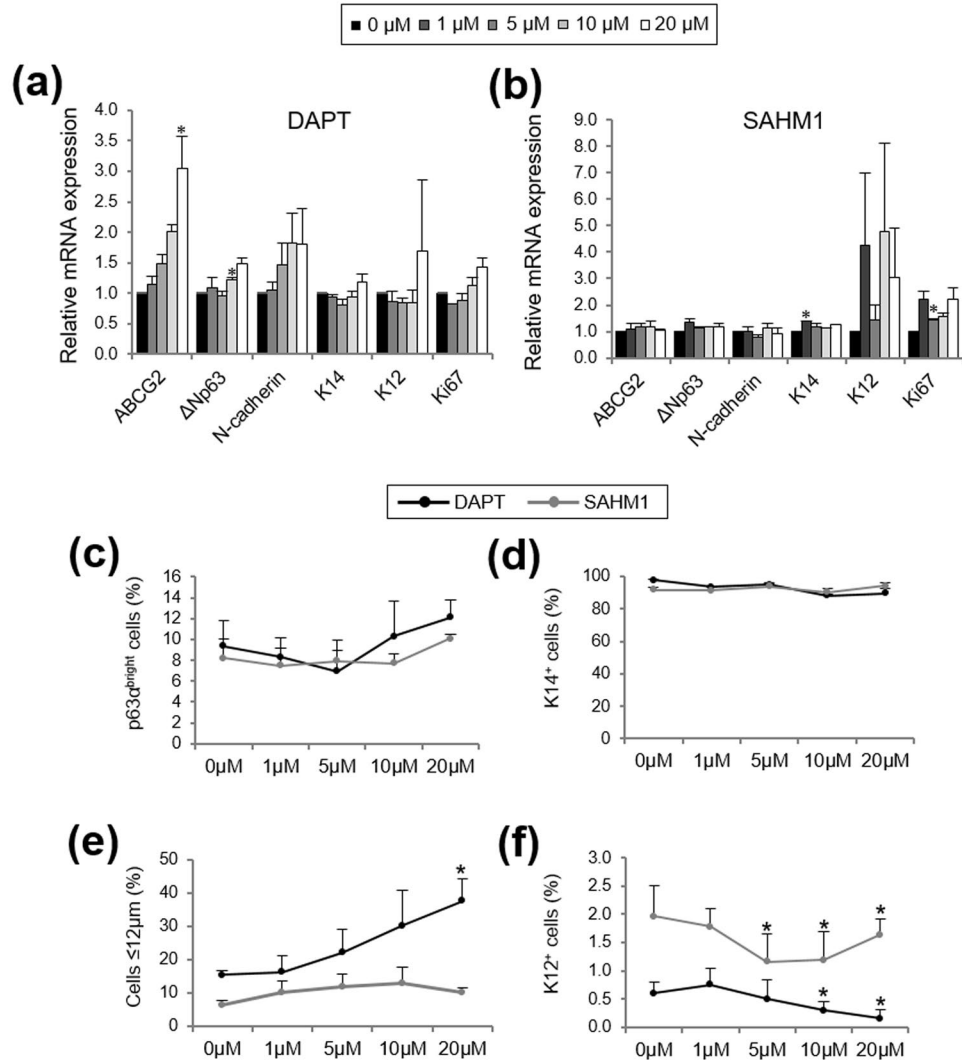 0 µM 1 µM 5 µM 10 µM 20 µM
(a)
DAPT
Relative mRNA expression
4.0
3.5
3.0
2.5
2.0
1.5
1.0
0.5
0.0
*
*
ABCG2
ΔNp63
N-cadherin
K14
K12
Ki67
(b)
SAHM1
Relative mRNA expression
9.0
8.0
7.0
6.0
5.0
4.0
3.0
2.0
1.0
0.0
*
*
ABCG2
ΔNp63
N-cadherin
K14
K12
Ki67
DAPT SAHM1
(c)
p63α^bright cells (%)
16
14
12
10
8
6
4
2
0
0µM 1µM 5µM 10µM 20µM
(d)
K14⁺ cells (%)
100
80
60
40
20
0
0µM 1µM 5µM 10µM 20µM
(e)
Cells ≤12µm (%)
50
40
30
20
10
0
*
0µM 1µM 5µM 10µM 20µM
(f)
K12⁺ cells (%)
3.0
2.5
2.0
1.5
1.0
0.5
0.0
* * *
* *
0µM 1µM 5µM 10µM 20µM